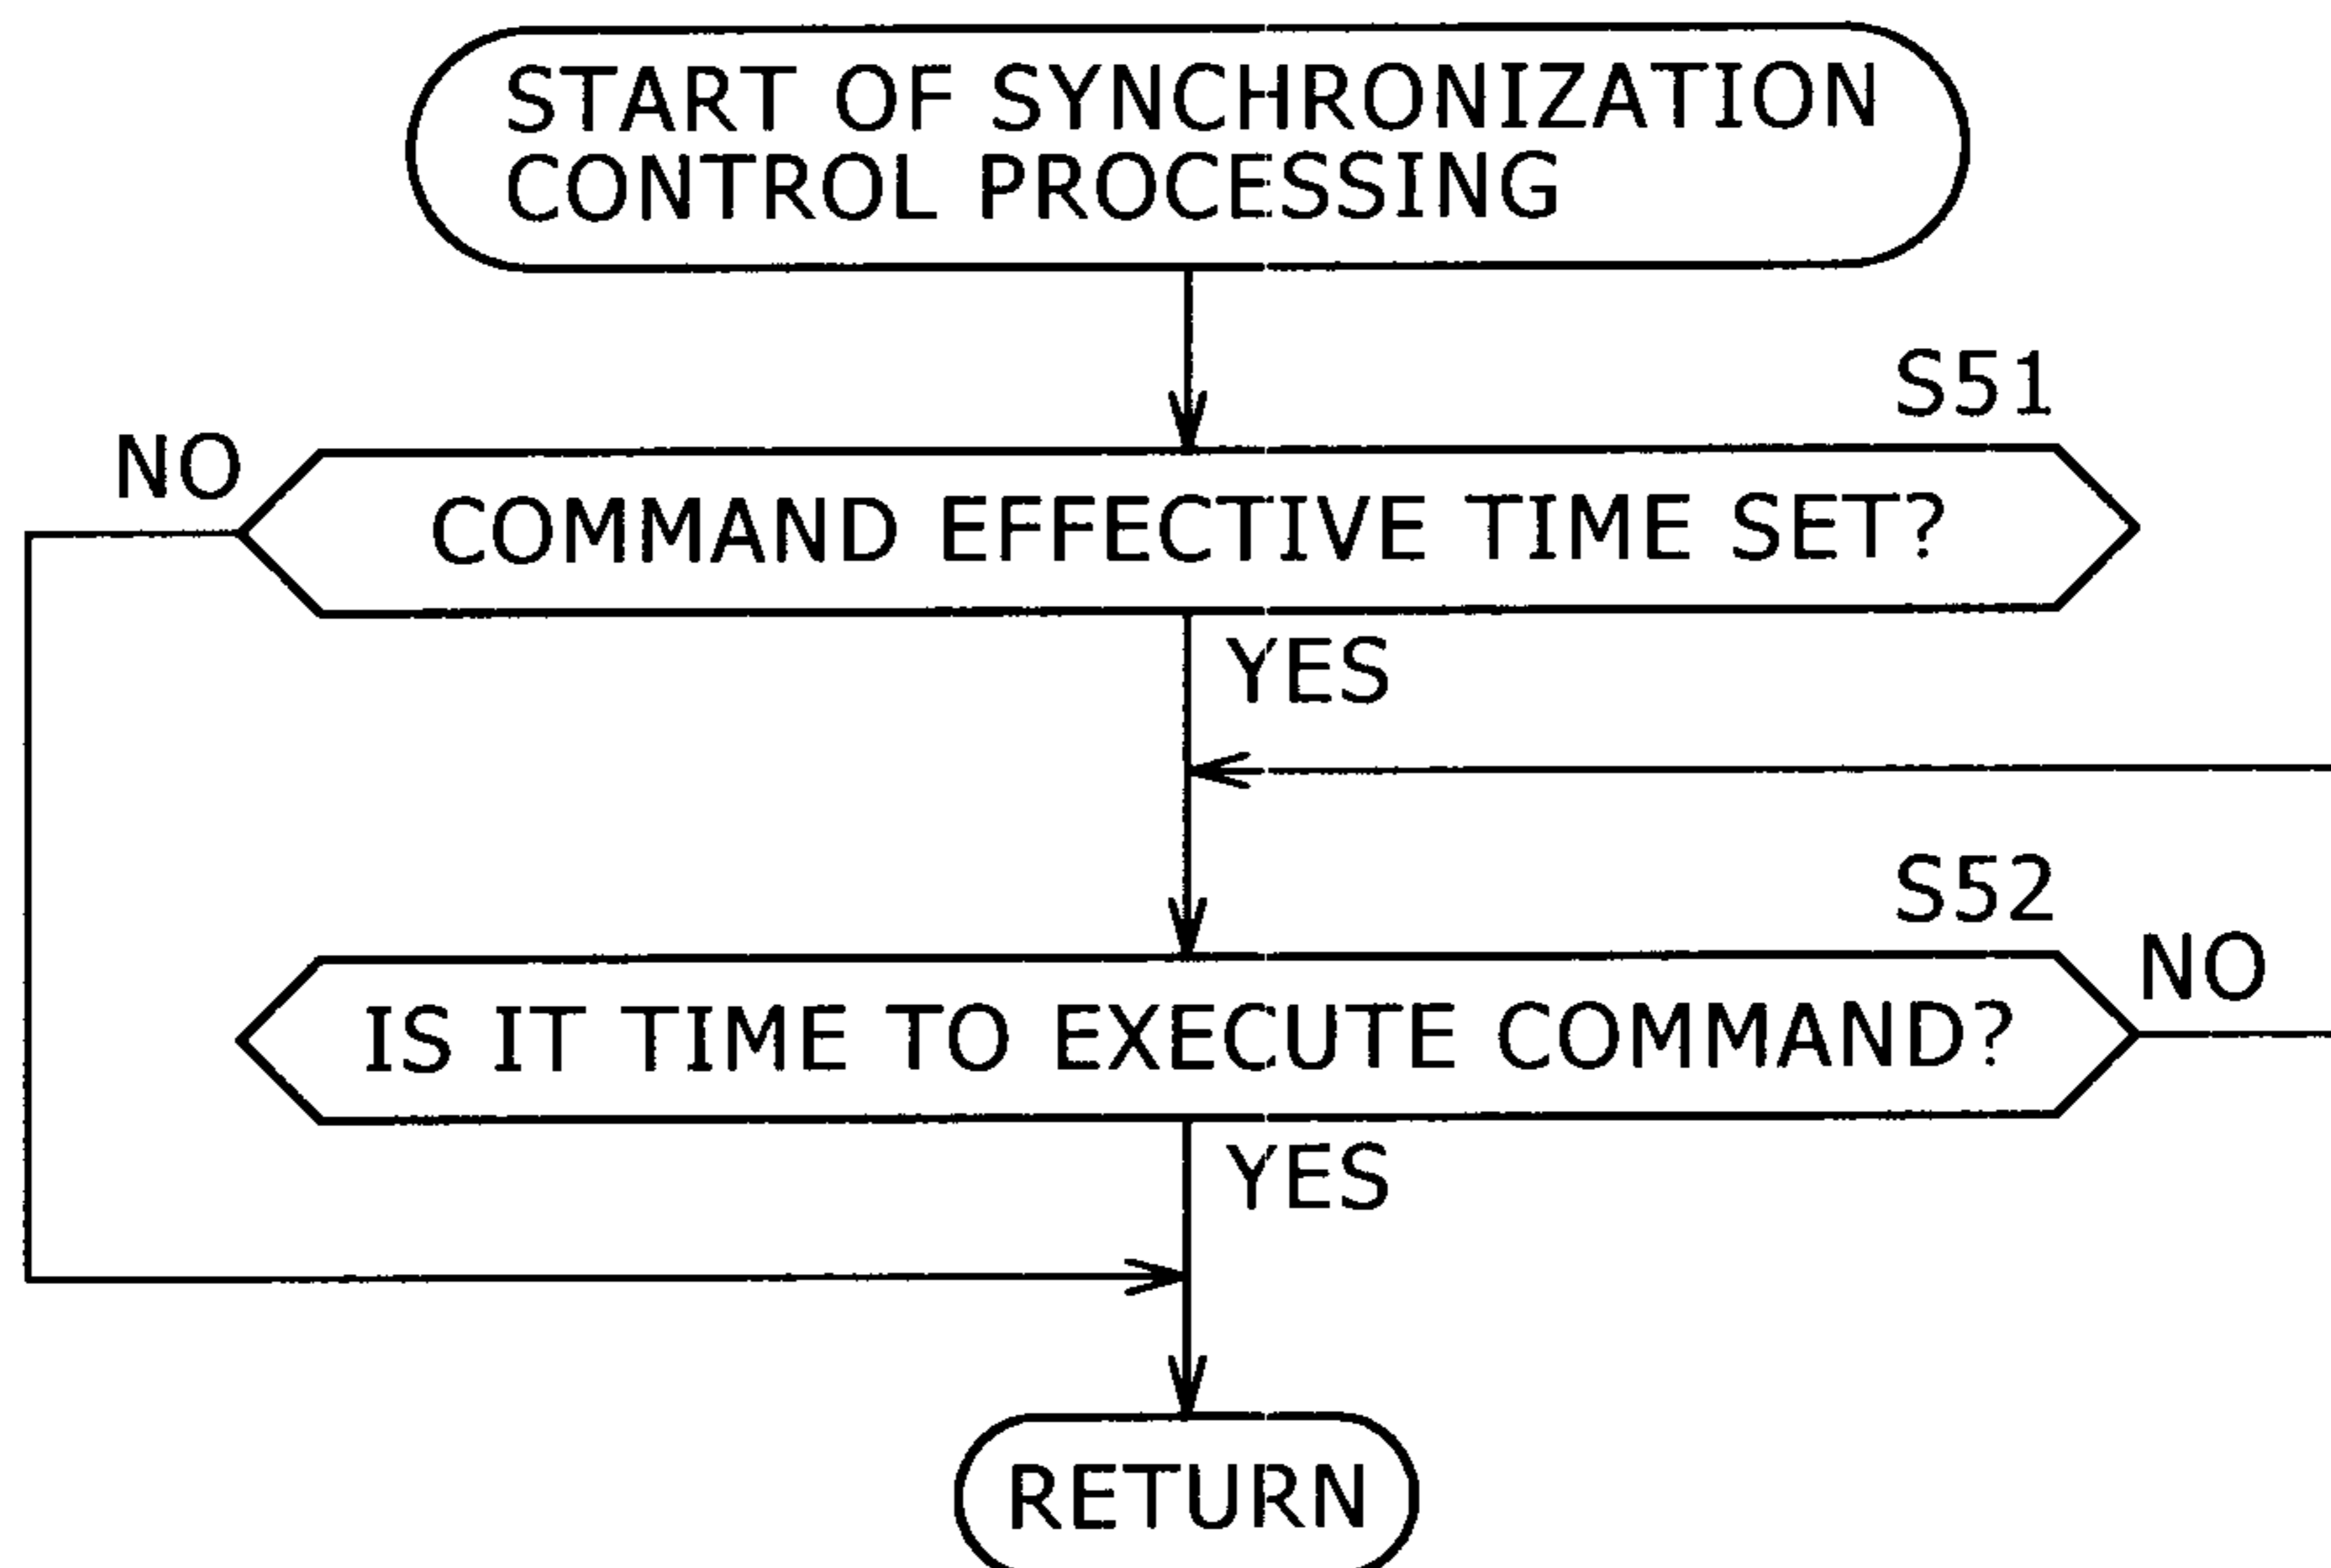 START OF SYNCHRONIZATION
CONTROL PROCESSING
S51
NO
COMMAND EFFECTIVE TIME SET?
YES
S52
NO
IS IT TIME TO EXECUTE COMMAND?
YES
RETURN